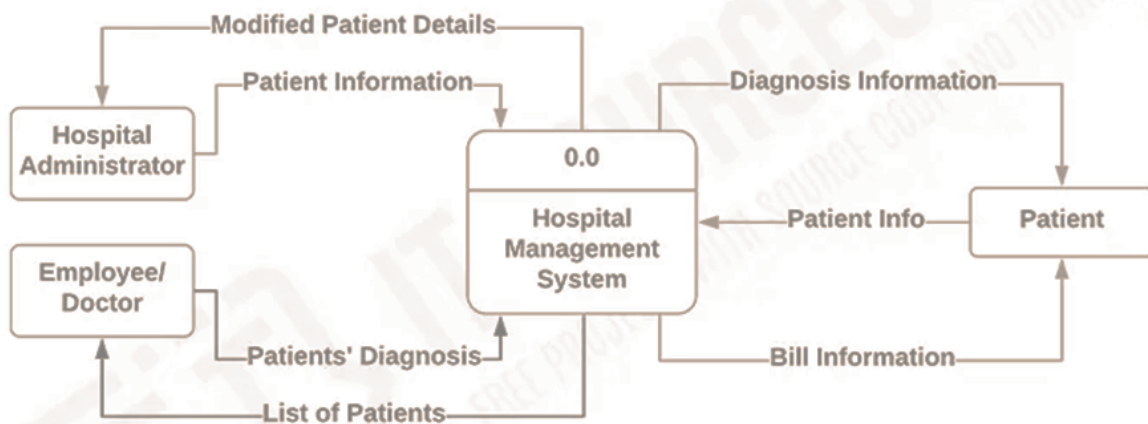 Modified Patient Details
Patient Information
Diagnosis Information
Hospital
Administrator
0.0
Hospital
Management
System
Patient Info
Patient
Employee/
Doctor
Patients' Diagnosis
Bill Information
List of Patients